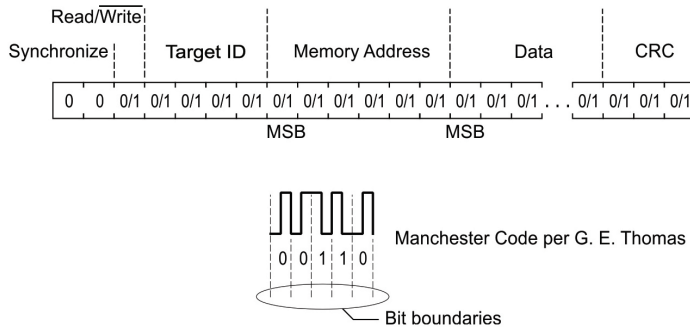 Read/Write
Synchronize Target ID Memory Address Data CRC
0 0 0/1 0/1 0/1 0/1 0/1 0/1 0/1 0/1 0/1 0/1 0/1 0/1 0/1 0/1 ... 0/1 0/1 0/1 0/1
MSB MSB
Manchester Code per G. E. Thomas
0 0 1 1 0
Bit boundaries